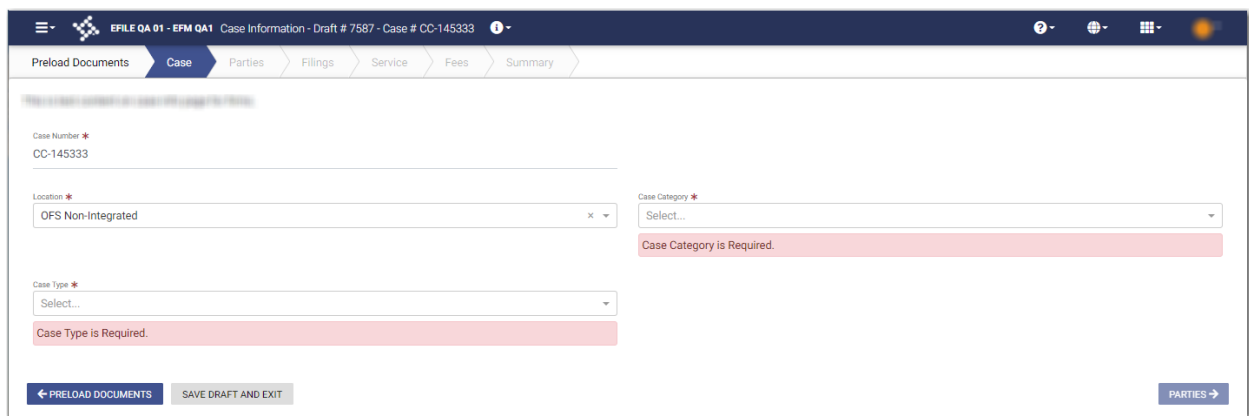 EFILE QA 01 - EFM QA1 Case Information - Draft # 7587 - Case # CC-145333
Preload Documents Case Parties Filings Service Fees Summary
Case Number *
CC-145333
Location * Case Category *
OFS Non-Integrated × Select...
Case Category is Required.
Case Type *
Select...
Case Type is Required.
← PRELOAD DOCUMENTS SAVE DRAFT AND EXIT PARTIES →